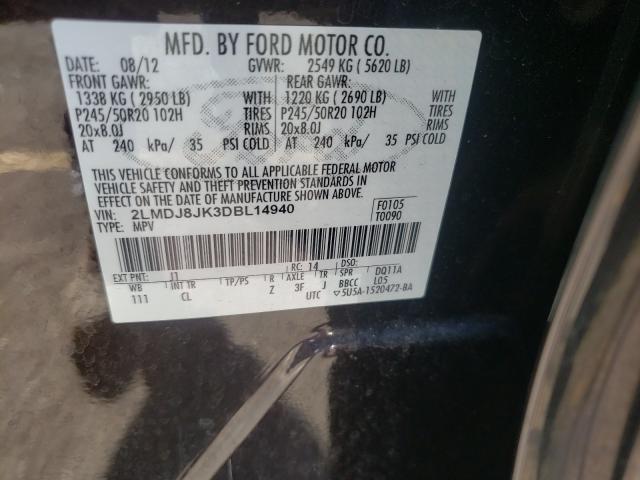 MFD. BY FORD MOTOR CO.
DATE: 08/12 GVWR: 2549 KG (5620 LB)
FRONT GAWR: REAR GAWR:
1338 KG (2950 LB) WITH 1220 KG (2690 LB) WITH
P245/50R20 102H TIRES P245/50R20 102H TIRES
20x8.0J RIMS 20x8.0J RIMS
AT 240 kPa/ 35 PSI COLD AT 240 kPa/ 35 PSI COLD
THIS VEHICLE CONFORMS TO ALL APPLICABLE FEDERAL MOTOR
VEHICLE SAFETY AND THEFT PREVENTION STANDARDS IN
EFFECT ON THE DATE OF MANUFACTURE SHOWN ABOVE.
VIN: 2LMDJ8JK3DBL14940 F0105
TYPE: MPV T0090
EXT PNT: J1 RC: 14 DSO:
WB TP/PS R AXLE TR SPR DQ11A
111 CL Z 3F J BBCC L05
UTC ▽5U5A-1520472-BA